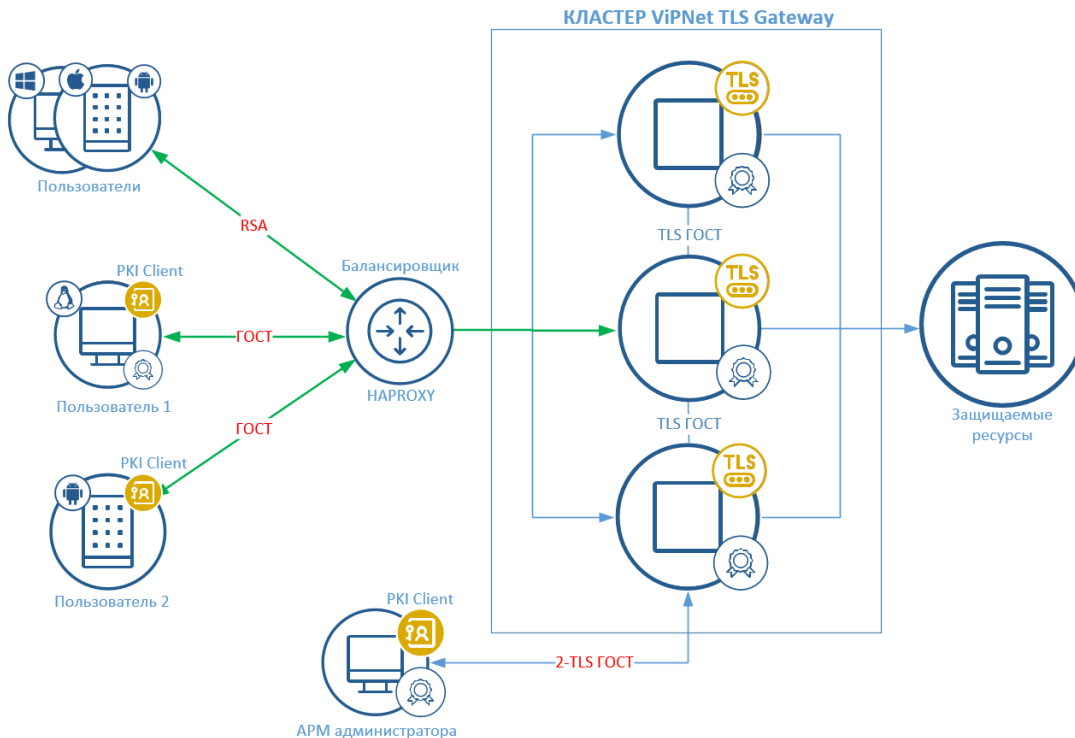 КЛАСТЕР ViPNet TLS Gateway
TLS
Пользователи
RSA
TLS ГОСТ
PKI Client
Балансировщик
TLS
ГОСТ
HAPROXY
Пользователь 1
TLS ГОСТ
Защищаемые
ресурсы
ГОСТ
PKI Client
TLS
Пользователь 2
PKI Client
2-TLS ГОСТ
АРМ администратора